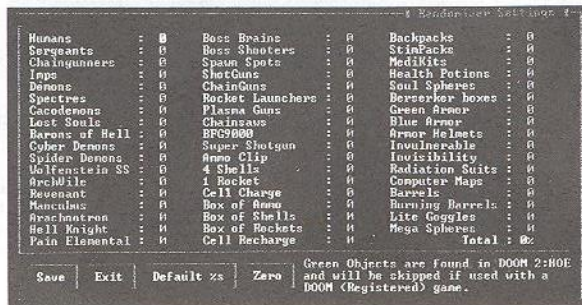 Randomiser Settings
Humans : 0 Boss Brains : 0 Backpacks : 0
Sergeants : 0 Boss Shooters : 0 StimPacks : 0
Chaingunners : 0 Spawn Spots : 0 MediKits : 0
Imps : 0 ShotGuns : 0 Health Potions : 0
Demons : 0 ChainGuns : 0 Soul Spheres : 0
Spectres : 0 Rocket Launchers : 0 Berserker boxes : 0
Cacodemons : 0 Plasma Guns : 0 Green Armor : 0
Lost Souls : 0 Chainsaws : 0 Blue Armor : 0
Barons of Hell : 0 BFG9000 : 0 Armor Helmets : 0
Cyber Demons : 0 Super Shotgun : 0 Invulnerable : 0
Spider Demons : 0 Ammo Clip : 0 Invisibility : 0
Wolfenstein SS : 0 4 Shells : 0 Radiation Suits : 0
ArchVile : 0 1 Rocket : 0 Computer Maps : 0
Revenant : 0 Cell Charge : 0 Barrels : 0
Mancubus : 0 Box of Ammo : 0 Burning Barrels : 0
Arachnotron : 0 Box of Shells : 0 Lite Goggles : 0
Hell Knight : 0 Box of Rockets : 0 Mega Spheres : 0
Pain Elemental : 0 Cell Recharge : 0 Total : 0%
Save Exit Default %s Zero
Green Objects are found in DOOM 2:HOE
and will be skipped if used with a
DOOM (Registered) game.